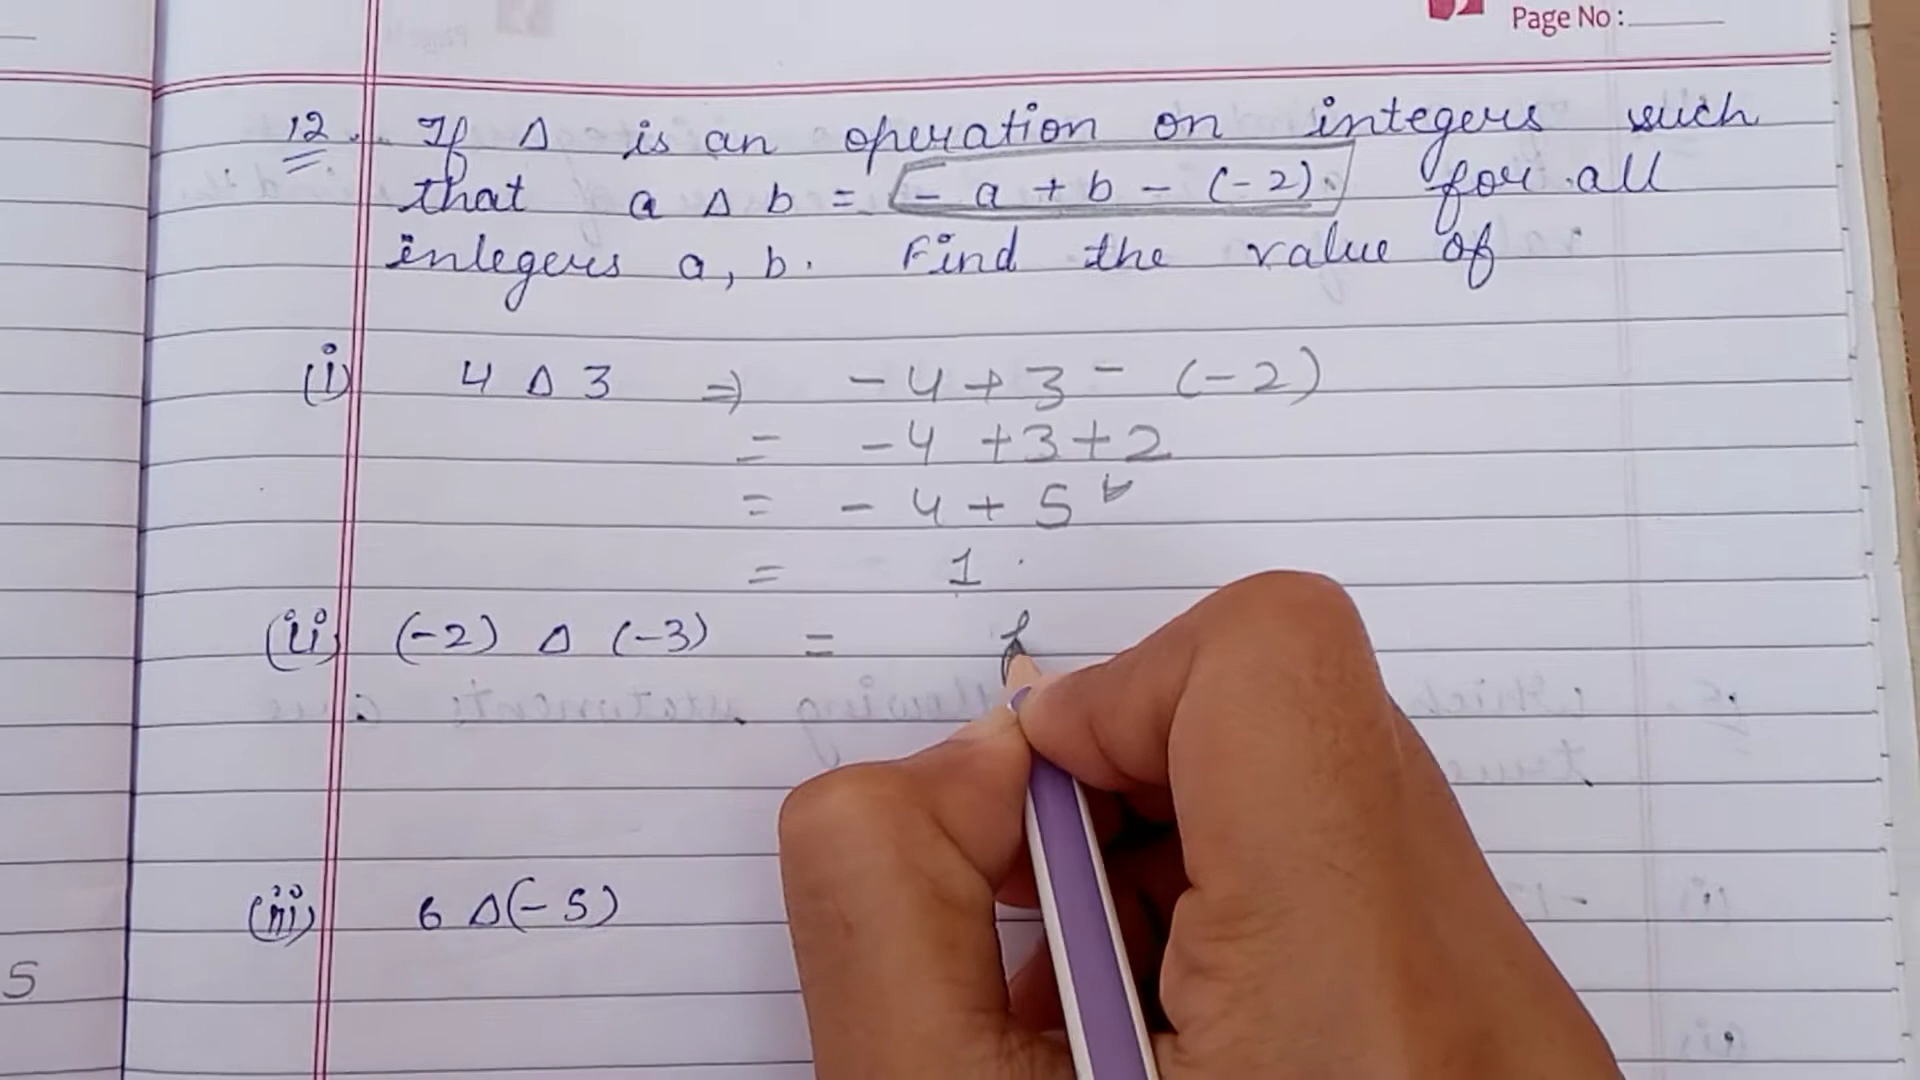 Page No :
12. If Δ is an operation on integers such
that a Δ b = - a + b - (-2). for all
integers a, b. Find the value of
(i) 4 Δ 3 ⇒ -4+3 - (-2)
= -4 +3+2
= - 4 + 5
= 1
(ii) (-2) Δ (-3) =
(iii) 6 Δ(- 5)
5